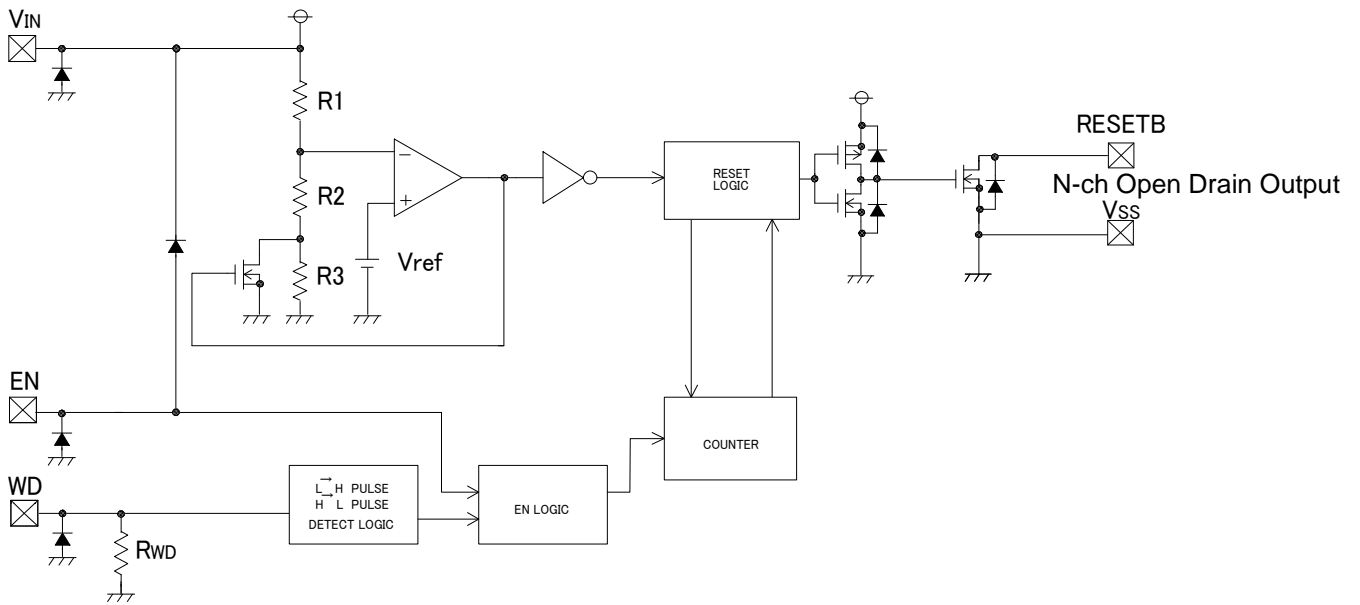 VIN
R1
R2
R3
Vref
−
+
RESET
LOGIC
RESETB
N-ch Open Drain Output
VSS
EN
COUNTER
WD
L→H PULSE
H→L PULSE
DETECT LOGIC
EN LOGIC
RWD